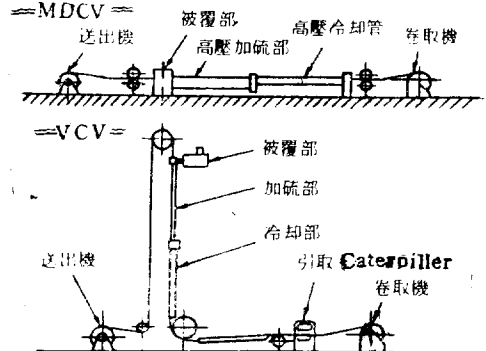 =MDCV=
送出機
被覆部
高壓加硫部
高壓冷却管
卷取機
=VCV=
被覆部
加硫部
冷却部
送出機
引取 Caterpiller
卷取機